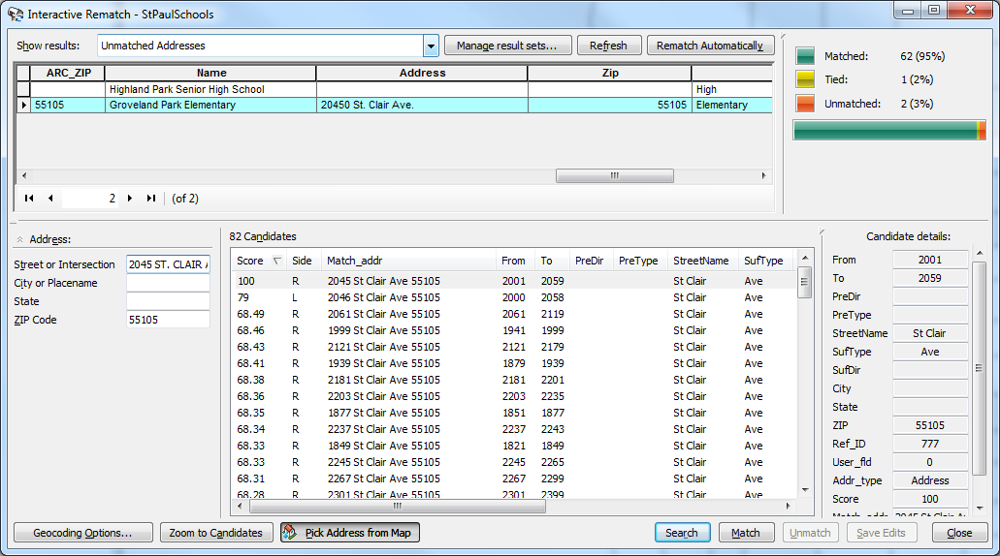 Interactive Rematch - StPaulSchools
Show results: Unmatched Addresses Manage result sets... Refresh Rematch Automatically
ARC_ZIP Name Address Zip
Highland Park Senior High School High
55105 Groveland Park Elementary 20450 St. Clair Ave. 55105 Elementary
2 (of 2)
Matched: 62 (95%)
Tied: 1 (2%)
Unmatched: 2 (3%)
Address:
Street or Intersection 2045 ST. CLAIR
City or Placename
State
ZIP Code 55105
82 Candidates
Score Side Match_addr From To PreDir PreType StreetName SufType
100 R 2045 St Clair Ave 55105 2001 2059 St Clair Ave
79 L 2046 St Clair Ave 55105 2000 2058 St Clair Ave
68.49 R 2061 St Clair Ave 55105 2061 2119 St Clair Ave
68.46 R 1999 St Clair Ave 55105 1941 1999 St Clair Ave
68.43 R 2121 St Clair Ave 55105 2121 2179 St Clair Ave
68.41 R 1939 St Clair Ave 55105 1879 1939 St Clair Ave
68.38 R 2181 St Clair Ave 55105 2181 2201 St Clair Ave
68.36 R 2203 St Clair Ave 55105 2203 2235 St Clair Ave
68.35 R 1877 St Clair Ave 55105 1851 1877 St Clair Ave
68.34 R 2237 St Clair Ave 55105 2237 2243 St Clair Ave
68.33 R 1849 St Clair Ave 55105 1821 1849 St Clair Ave
68.33 R 2245 St Clair Ave 55105 2245 2265 St Clair Ave
68.31 R 2267 St Clair Ave 55105 2267 2299 St Clair Ave
68.28 R 2301 St Clair Ave 55105 2301 2399 St Clair Ave
Candidate details:
From 2001
To 2059
PreDir
PreType
StreetName St Clair
SufType Ave
SufDir
City
State
ZIP 55105
Ref_ID 777
User_fld 0
Addr_type Address
Score 100
Match_addr 2045 St Clair A
Geocoding Options... Zoom to Candidates Pick Address from Map Search Match Unmatch Save Edits Close